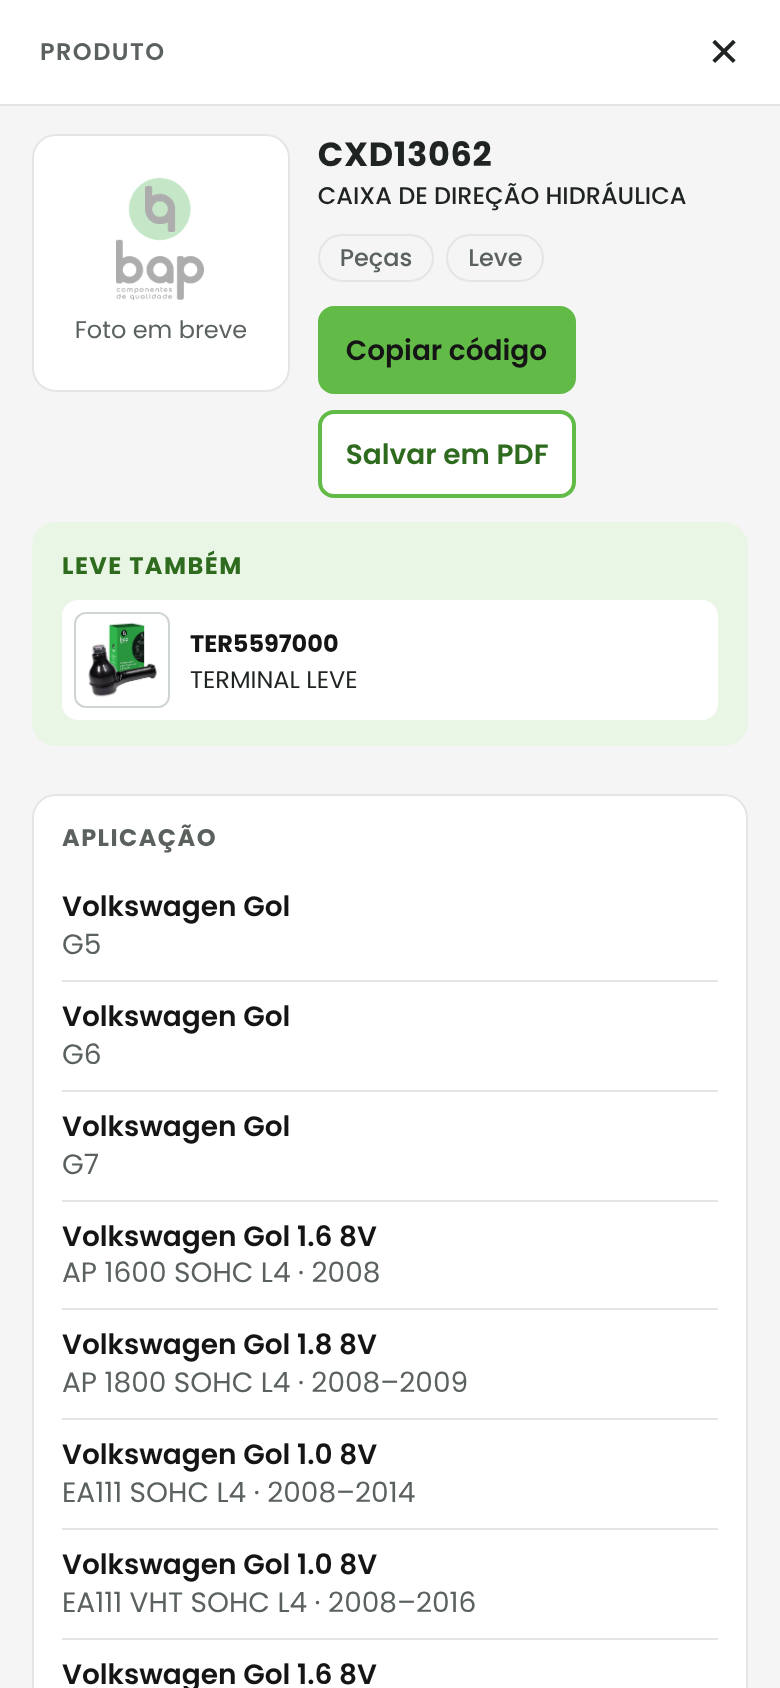 PRODUTO
bap
componentes
de qualidade
Foto em breve
CXD13062
CAIXA DE DIREÇÃO HIDRÁULICA
Peças
Leve
Copiar código
Salvar em PDF
LEVE TAMBÉM
TER5597000
TERMINAL LEVE
APLICAÇÃO
Volkswagen Gol
G5
Volkswagen Gol
G6
Volkswagen Gol
G7
Volkswagen Gol 1.6 8V
AP 1600 SOHC L4 · 2008
Volkswagen Gol 1.8 8V
AP 1800 SOHC L4 · 2008–2009
Volkswagen Gol 1.0 8V
EA111 SOHC L4 · 2008–2014
Volkswagen Gol 1.0 8V
EA111 VHT SOHC L4 · 2008–2016
Volkswagen Gol 1.6 8V